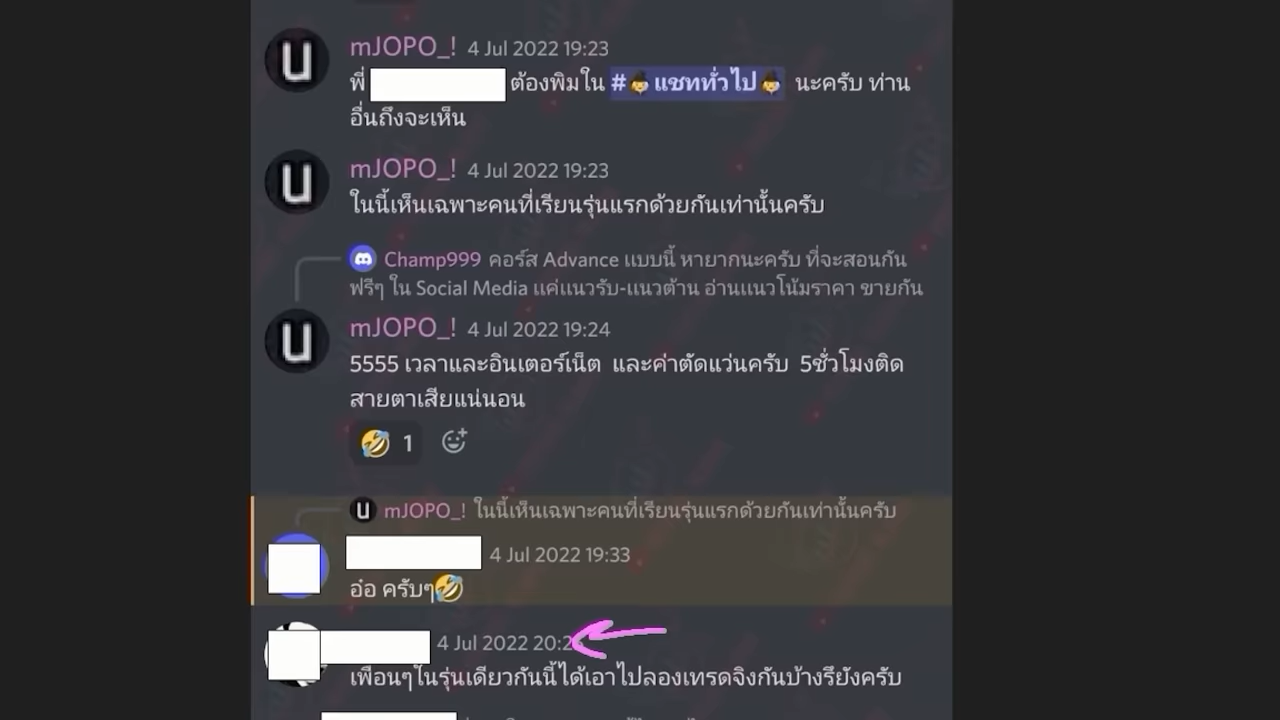 mJOPO_! 4 Jul 2022 19:23
พี่ ต้องพิมใน #แชททั่วไป นะครับ ท่าน
อื่นถึงจะเห็น
mJOPO_! 4 Jul 2022 19:23
ในนี้เห็นเฉพาะคนที่เรียนรุ่นแรกด้วยกันเท่านั้นครับ
Champ999 คอร์ส Advance แบบนี้ หายากนะครับ ที่จะสอนกัน
ฟรีๆ ใน Social Media แค่แนวรับ-แนวต้าน อ่านแนวโน้มราคา ขายกัน
mJOPO_! 4 Jul 2022 19:24
5555 เวลาและอินเตอร์เน็ต และค่าตัดแว่นครับ 5ชั่วโมงติด
สายตาเสียแน่นอน
🤣 1
mJOPO_! ในนี้เห็นเฉพาะคนที่เรียนรุ่นแรกด้วยกันเท่านั้นครับ
4 Jul 2022 19:33
อ๋อ ครับๆ🤣
4 Jul 2022
เพื่อนๆในรุ่นเดียวกันนี้ได้เอาไปลองเทรดจิงกันบ้างรึยังครับ